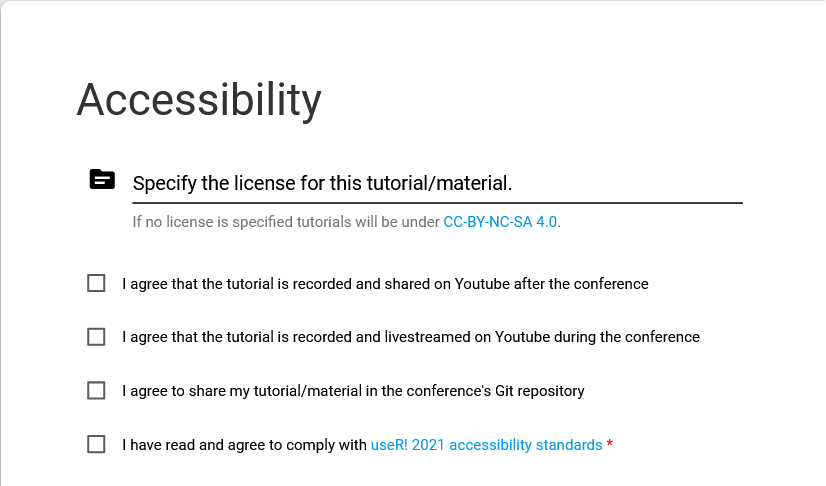 Accessibility
Specify the license for this tutorial/material.
If no license is specified tutorials will be under CC-BY-NC-SA 4.0.
I agree that the tutorial is recorded and shared on Youtube after the conference
I agree that the tutorial is recorded and livestreamed on Youtube during the conference
I agree to share my tutorial/material in the conference's Git repository
I have read and agree to comply with useR! 2021 accessibility standards *